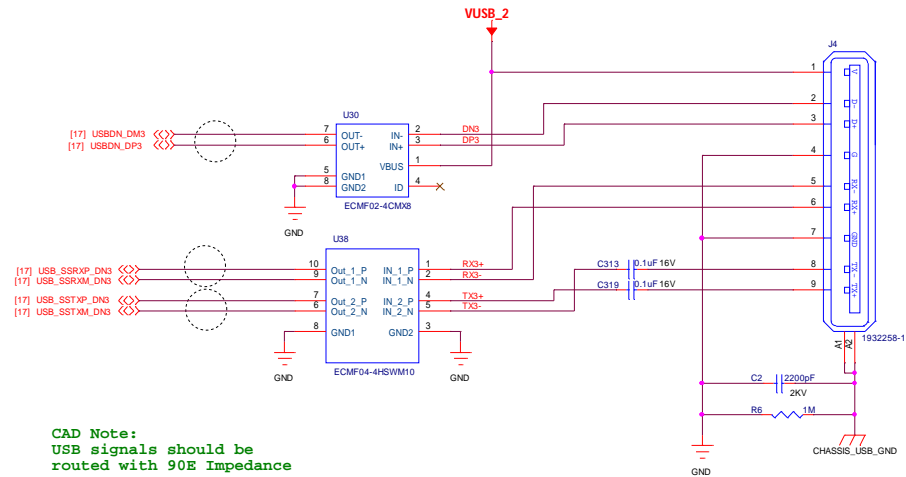 VUSB_2
J4
1 V
U30
2 D-
[17] USBDN_DM3 7 OUT- IN- 2 DN3
[17] USBDN_DP3 6 OUT+ IN+ 3 DP3
3 D+
VBUS 1
4 G
5 GND1
8 GND2 ID 4
5 RX-
ECMF02-4CMX8
6 RX+
GND
U38
7 GND
[17] USB_SSRXP_DN3 10 Out_1_P IN_1_P 1 RX3+
C313 0.1uF16V
8 TX-
[17] USB_SSRXM_DN3 9 Out_1_N IN_1_N 2 RX3-
C319 0.1uF16V
9 TX+
[17] USB_SSTXP_DN3 7 Out_2_P IN_2_P 4 TX3+
[17] USB_SSTXM_DN3 6 Out_2_N IN_2_N 5 TX3-
8 GND1 GND2 3
A1 A2
1932258-1
ECMF04-4HSWM10
GND
GND
C2 2200pF
2KV
R6 1M
CAD Note:
USB signals should be
routed with 90E Impedance
CHASSIS_USB_GND
GND